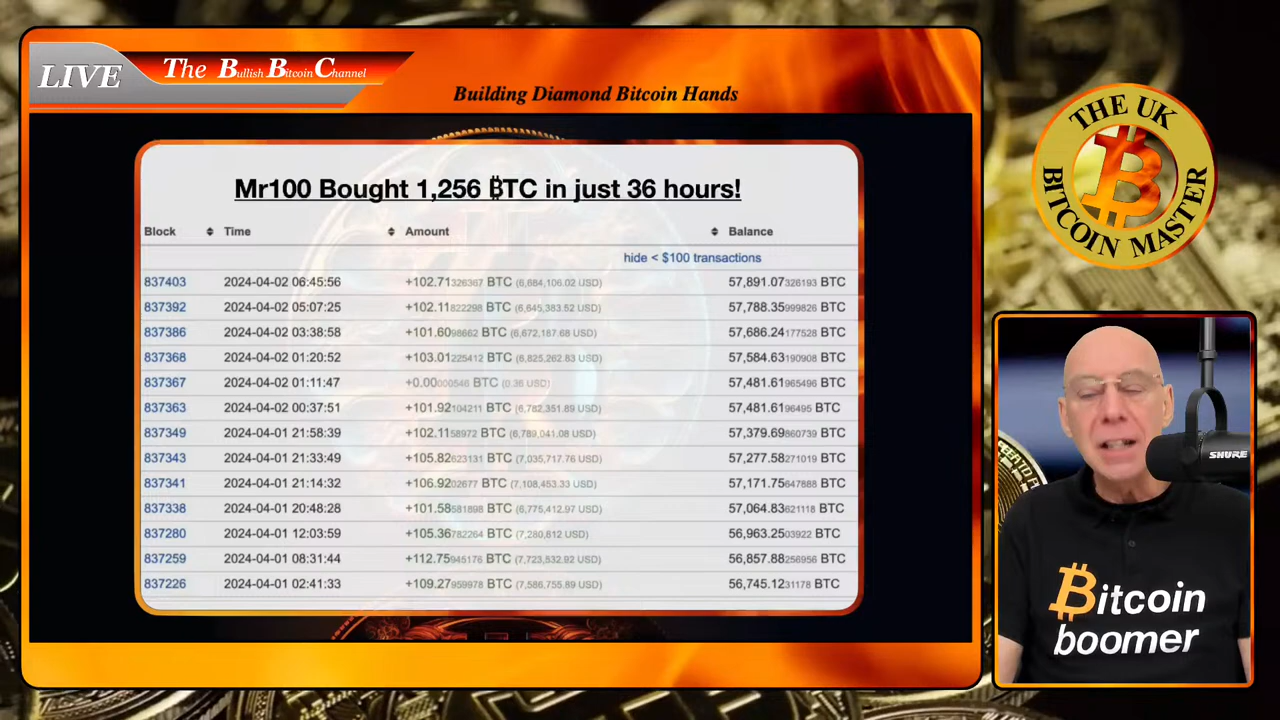 LIVE
The Bullish Bitcoin Channel
Building Diamond Bitcoin Hands
Mr100 Bought 1,256 ₿TC in just 36 hours!
Block Time Amount Balance
hide < $100 transactions
837403 2024-04-02 06:45:56 +102.71326367 BTC (6,684,106.02 USD) 57,891.07326193 BTC
837392 2024-04-02 05:07:25 +102.11822298 BTC (6,645,383.52 USD) 57,788.35999826 BTC
837386 2024-04-02 03:38:58 +101.6098662 BTC (6,672,187.68 USD) 57,686.24177528 BTC
837368 2024-04-02 01:20:52 +103.01225412 BTC (6,825,262.83 USD) 57,584.63190908 BTC
837367 2024-04-02 01:11:47 +0.00000546 BTC (0.36 USD) 57,481.61965496 BTC
837363 2024-04-02 00:37:51 +101.92104211 BTC (6,782,351.89 USD) 57,481.6196495 BTC
837349 2024-04-01 21:58:39 +102.1158972 BTC (6,789,041.08 USD) 57,379.69860739 BTC
837343 2024-04-01 21:33:49 +105.82623131 BTC (7,035,717.76 USD) 57,277.58271019 BTC
837341 2024-04-01 21:14:32 +106.9202677 BTC (7,108,453.33 USD) 57,171.75647888 BTC
837338 2024-04-01 20:48:28 +101.58581898 BTC (6,775,412.97 USD) 57,064.83621118 BTC
837280 2024-04-01 12:03:59 +105.36782264 BTC (7,280,812 USD) 56,963.2503922 BTC
837259 2024-04-01 08:31:44 +112.75945176 BTC (7,723,532.92 USD) 56,857.88256956 BTC
837226 2024-04-01 02:41:33 +109.27959978 BTC (7,586,755.89 USD) 56,745.1231178 BTC
THE UK
BITCOIN MASTER
SHURE
Bitcoin
boomer